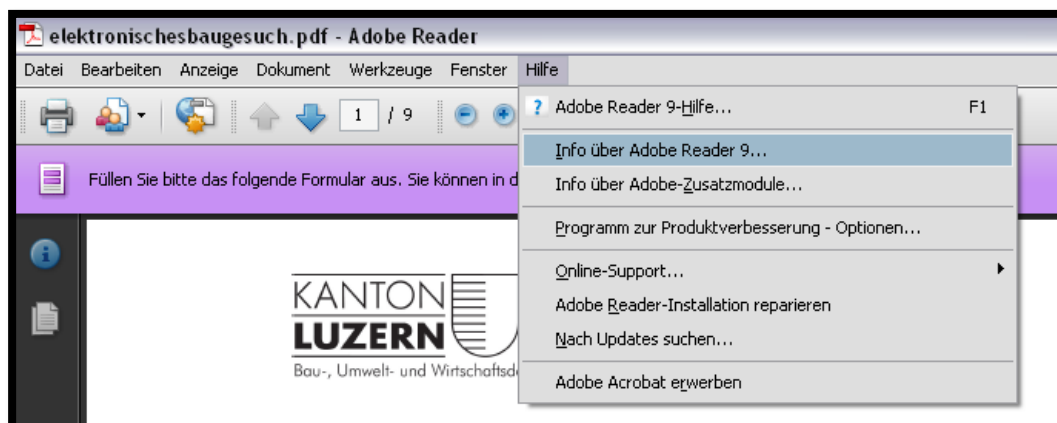 elektronischesbaugesuch.pdf - Adobe Reader
Datei Bearbeiten Anzeige Dokument Werkzeuge Fenster Hilfe
1 / 9
? Adobe Reader 9-Hilfe... F1
Info über Adobe Reader 9...
Info über Adobe-Zusatzmodule...
Programm zur Produktverbesserung - Optionen...
Online-Support...
Adobe Reader-Installation reparieren
Nach Updates suchen...
Adobe Acrobat erwerben
Füllen Sie bitte das folgende Formular aus. Sie können in d
KANTON
LUZERN
Bau-, Umwelt- und Wirtschaftsd